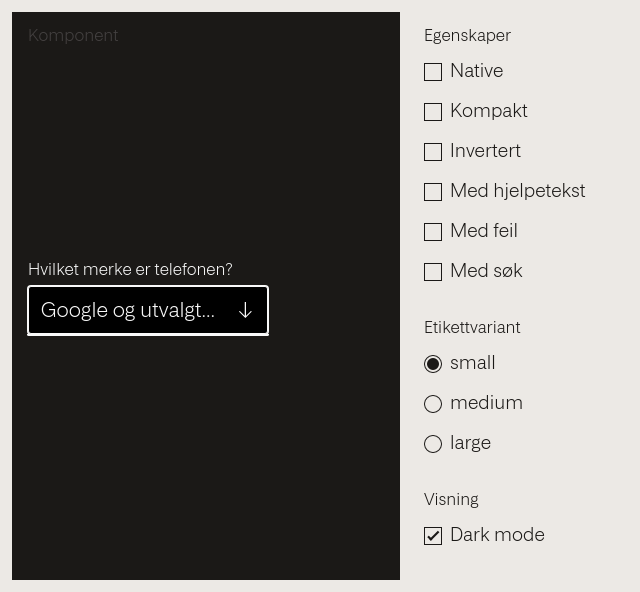 Komponent
Hvilket merke er telefonen?
Google og utvalgt...
Egenskaper
Native
Kompakt
Invertert
Med hjelpetekst
Med feil
Med søk
Etikettvariant
small
medium
large
Visning
Dark mode